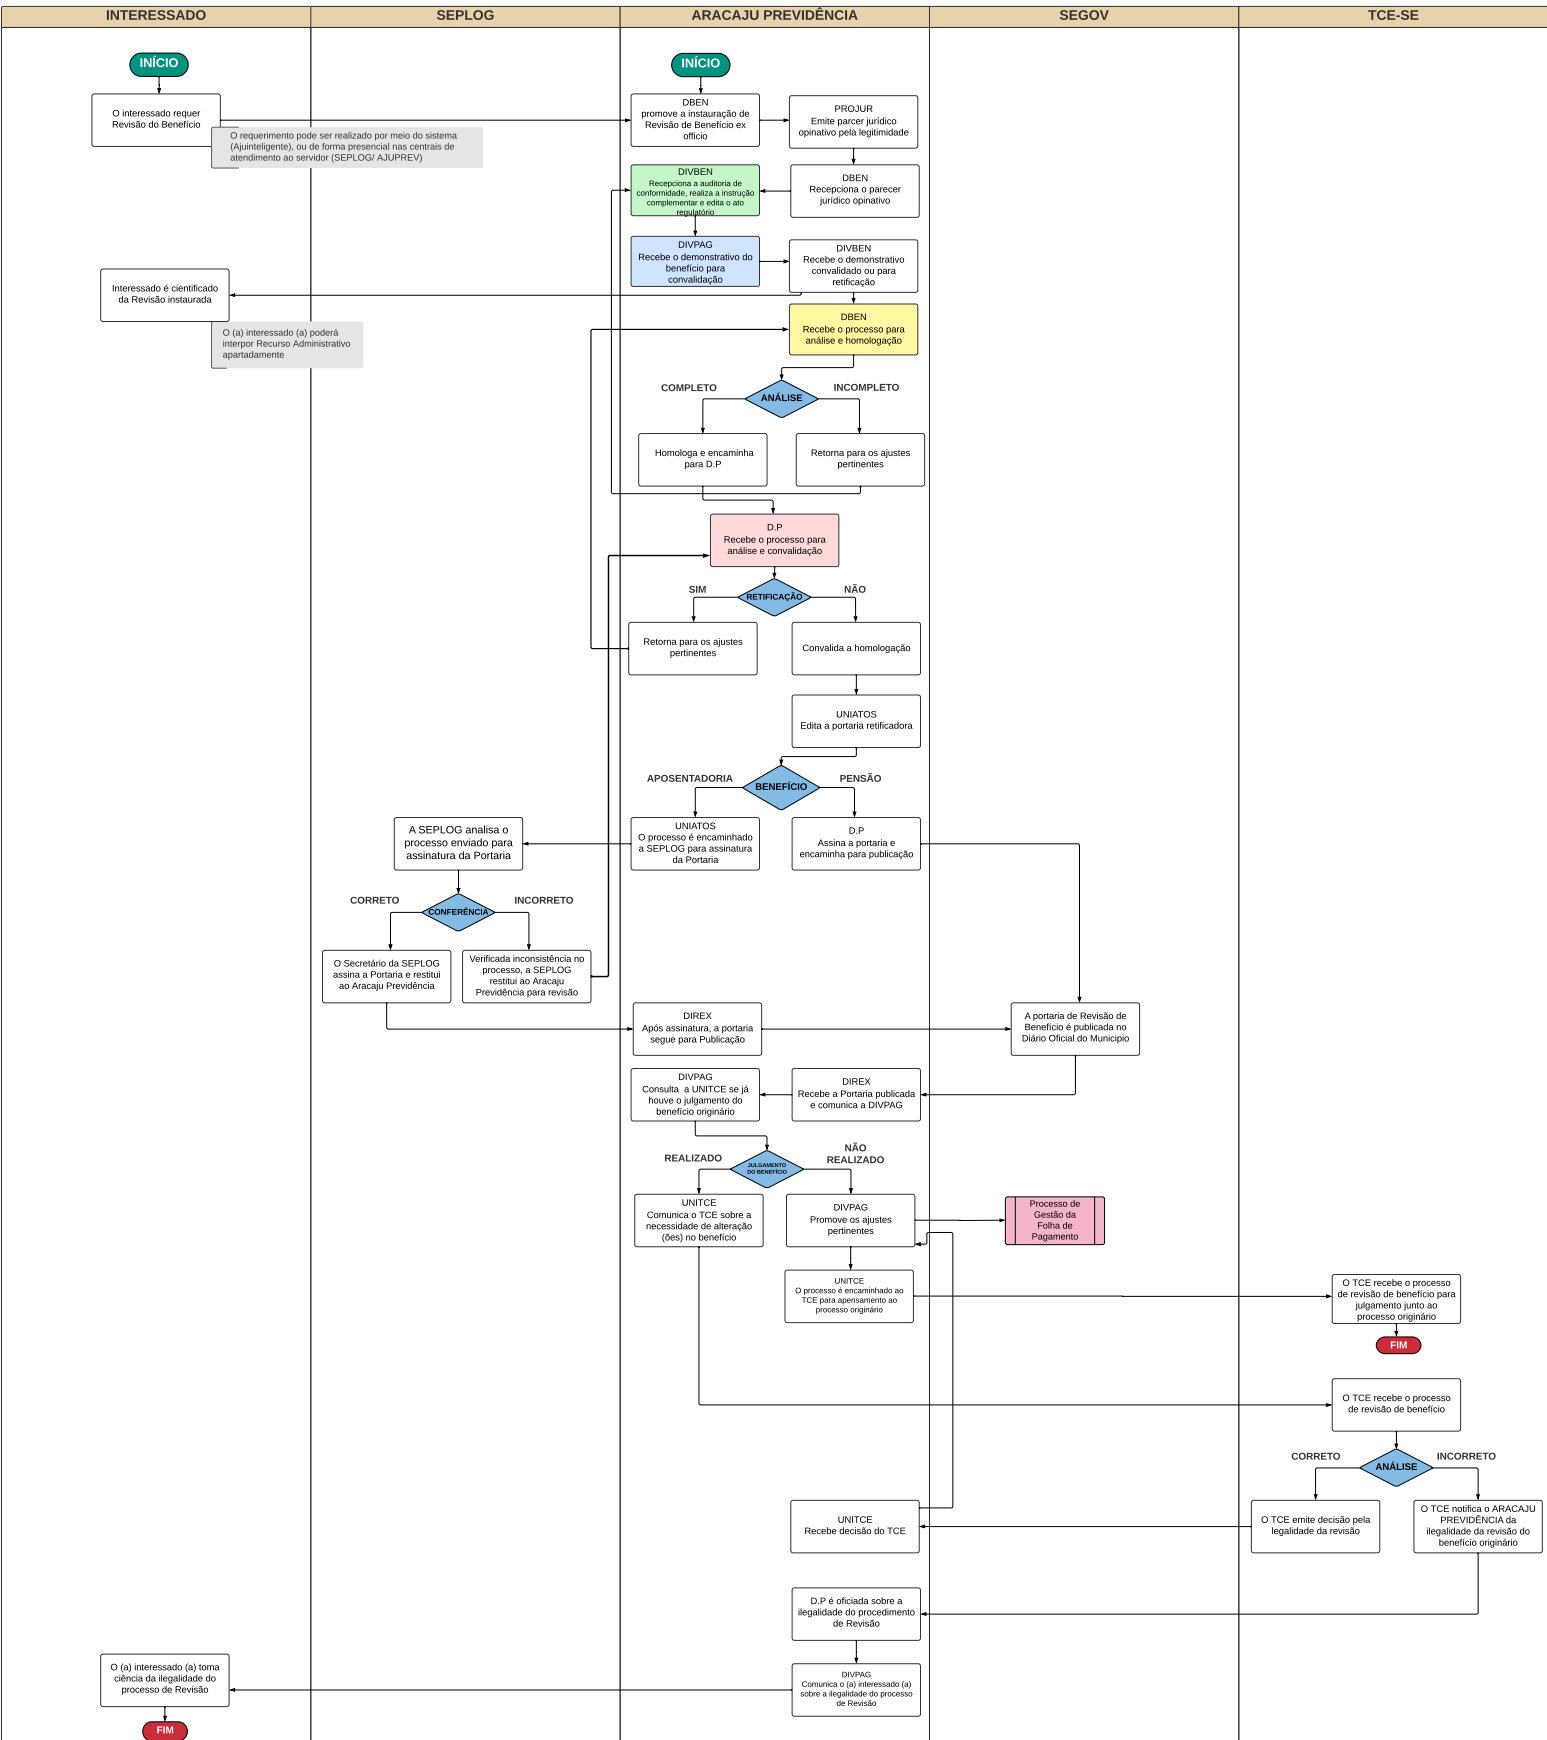 INTERESSADO
SEPLOG
ARACAJU PREVIDÊNCIA
SEGOV
TCE-SE
INÍCIO
INÍCIO
O interessado requer
Revisão do Benefício
DBEN
promove a instauração de
Revisão de Benefício ex
officio
PROJUR
Emite parcer jurídico
opinativo pela legitimidade
O requerimento pode ser realizado por meio do sistema
(Ajuinteligente), ou de forma presencial nas centrais de
atendimento ao servidor (SEPLOG/ AJUPREV)
DIVBEN
Recepciona a auditoria de
conformidade, realiza a instrução
complementar e edita o ato
regulatório
DBEN
Recepciona o parecer
jurídico opinativo
DIVPAG
Recebe o demonstrativo do
benefício para
convalidação
DIVBEN
Recebe o demonstrativo
convalidado ou para
retificação
Interessado é cientificado
da Revisão instaurada
DBEN
Recebe o processo para
análise e homologação
O (a) interessado (a) poderá
interpor Recurso Administrativo
apartadamente
COMPLETO
ANÁLISE
INCOMPLETO
Homologa e encaminha
para D.P
Retorna para os ajustes
pertinentes
D.P
Recebe o processo para
análise e convalidação
SIM
RETIFICAÇÃO
NÃO
Retorna para os ajustes
pertinentes
Convalida a homologação
UNIATOS
Edita a portaria retificadora
APOSENTADORIA
BENEFÍCIO
PENSÃO
A SEPLOG analisa o
processo enviado para
assinatura da Portaria
UNIATOS
O processo é encaminhado
a SEPLOG para assinatura
da Portaria
D.P
Assina a portaria e
encaminha para publicação
CORRETO
CONFERÊNCIA
INCORRETO
O Secretário da SEPLOG
assina a Portaria e restitui
ao Aracaju Previdência
Verificada inconsistência no
processo, a SEPLOG
restitui ao Aracaju
Previdência para revisão
DIREX
Após assinatura, a portaria
segue para Publicação
A portaria de Revisão de
Benefício é publicada no
Diário Oficial do Municipio
DIVPAG
Consulta a UNITCE se já
houve o julgamento do
benefício originário
DIREX
Recebe a Portaria publicada
e comunica a DIVPAG
REALIZADO
JULGAMENTO
DO BENEFÍCIO
NÃO
REALIZADO
UNITCE
Comunica o TCE sobre a
necessidade de alteração
(ões) no benefício
DIVPAG
Promove os ajustes
pertinentes
Processo de
Gestão da
Folha de
Pagamento
UNITCE
O processo é encaminhado ao
TCE para apensamento ao
processo originário
O TCE recebe o processo
de revisão de benefício para
julgamento junto ao
processo originário
FIM
O TCE recebe o processo
de revisão de benefício
CORRETO
ANÁLISE
INCORRETO
UNITCE
Recebe decisão do TCE
O TCE emite decisão pela
legalidade da revisão
O TCE notifica o ARACAJU
PREVIDÊNCIA da
ilegalidade da revisão do
benefício originário
D.P é oficiada sobre a
ilegalidade do procedimento
de Revisão
O (a) interessado (a) toma
ciência da ilegalidade do
processo de Revisão
DIVPAG
Comunica o (a) interessado (a)
sobre a ilegalidade do processo
de Revisão
FIM